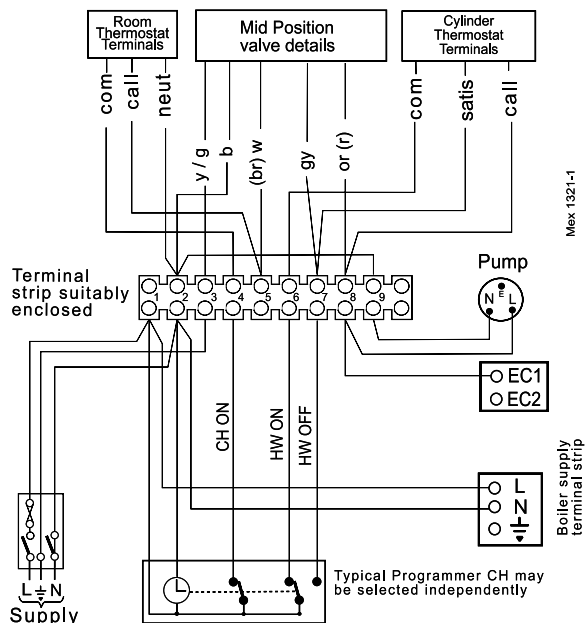 Room
Thermostat
Terminals
Mid Position
valve details
Cylinder
Thermostat
Terminals
com
call
neut
y / g
b
(br) w
gy
or (r)
com
satis
call
Mex 1321-1
Terminal
strip suitably
enclosed
1 2 3 4 5 6 7 8 9
Pump
N E L
EC1
EC2
CH ON
HW ON
HW OFF
L
N
Boiler supply
terminal strip
Typical Programmer CH may
be selected independently
L N
Supply